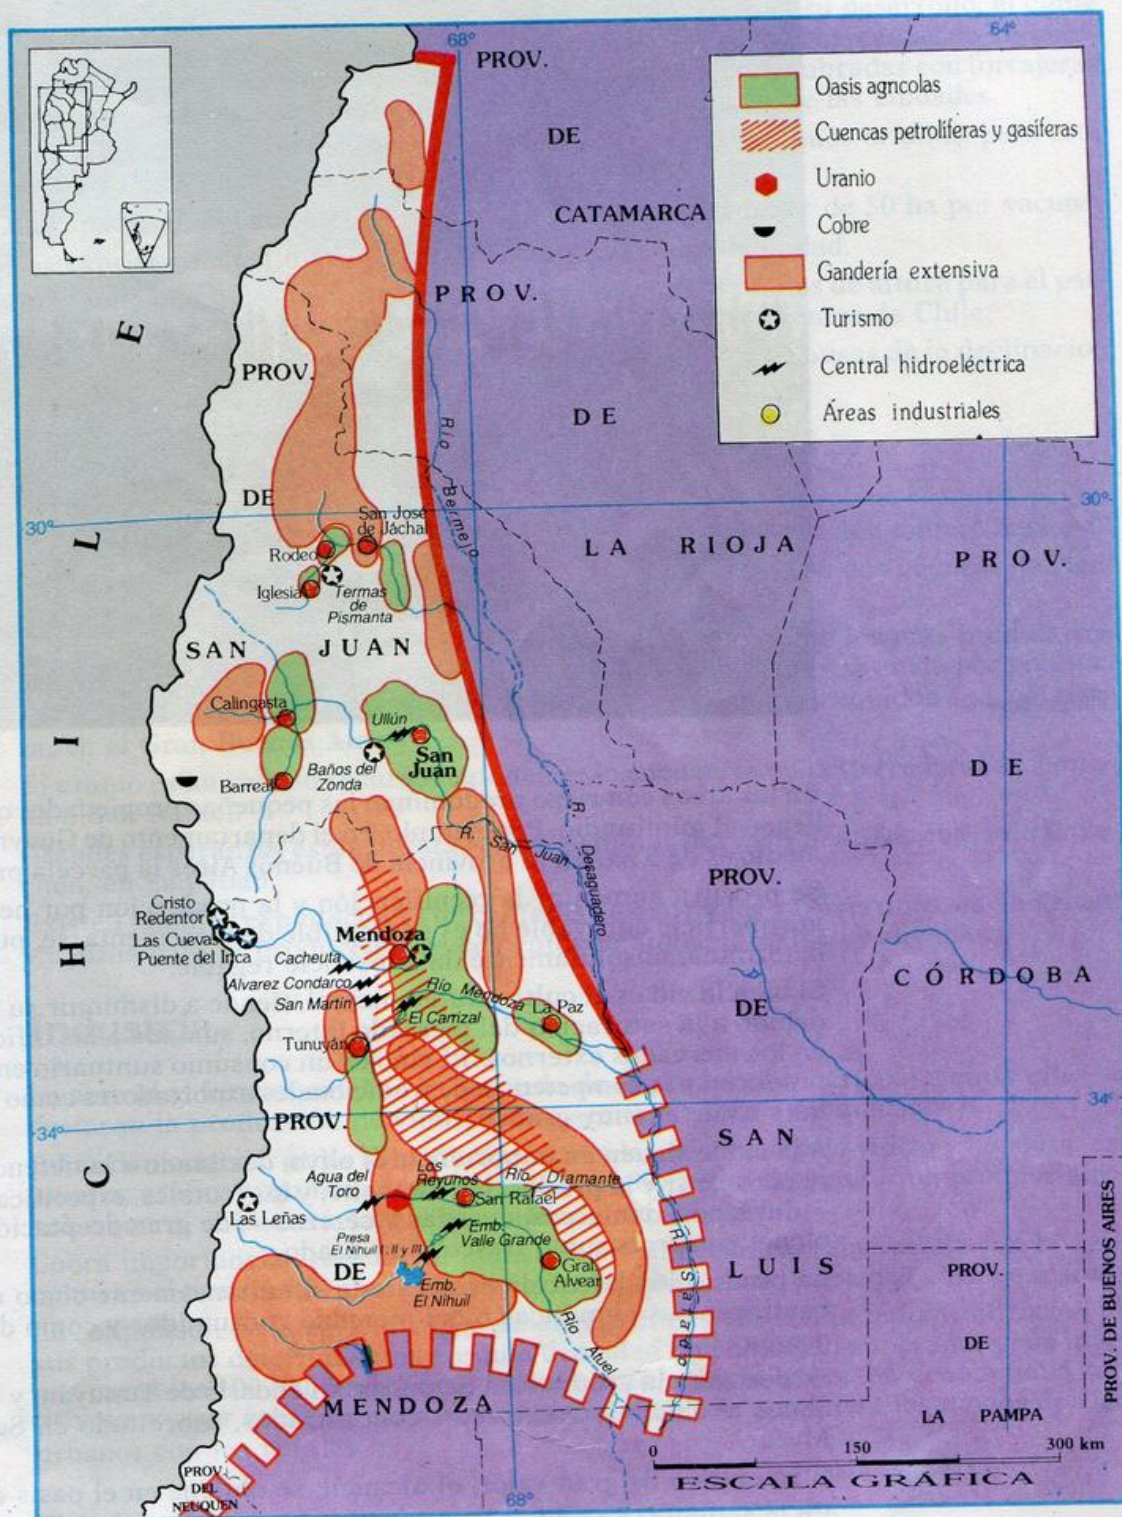 68°
64°
PROV.
DE
CATAMARCA
Oasis agrícolas
Cuencas petrolíferas y gasíferas
Uranio
Cobre
Gandería extensiva
Turismo
Central hidroeléctrica
Áreas industriales
PROV.
DE
LA RIOJA
PROV.
DE
CÓRDOBA
CHILE
PROV.
DE
SAN JUAN
30°
30°
Río Bermejo
San José
de Jáchal
Rodeo
Iglesia
Termas
de
Pismanta
Calingasta
Ullún
San
Juan
Baños del
Zonda
Barreal
R. San Juan
R. Desaguadero
PROV.
DE
SAN
LUIS
Cristo
Redentor
Las Cuevas
Puente del Inca
Mendoza
Cacheuta
Alvarez Condarco
San Martín
Río Mendoza
El Carrizal
La Paz
Tunuyán
34°
34°
PROV.
DE
MENDOZA
Agua del
Toro
Los
Reyunos
Río Diamante
San Rafael
Las Leñas
Presa
El Nihuil I, II y III
Emb.
Valle Grande
Gral.
Alvear
Emb.
El Nihuil
Río Atuel
R. Salado
PROV.
DE
LA PAMPA
PROV. DE BUENOS AIRES
PROV.
DEL
NEUQUEN
68°
0 150 300 km
ESCALA GRÁFICA